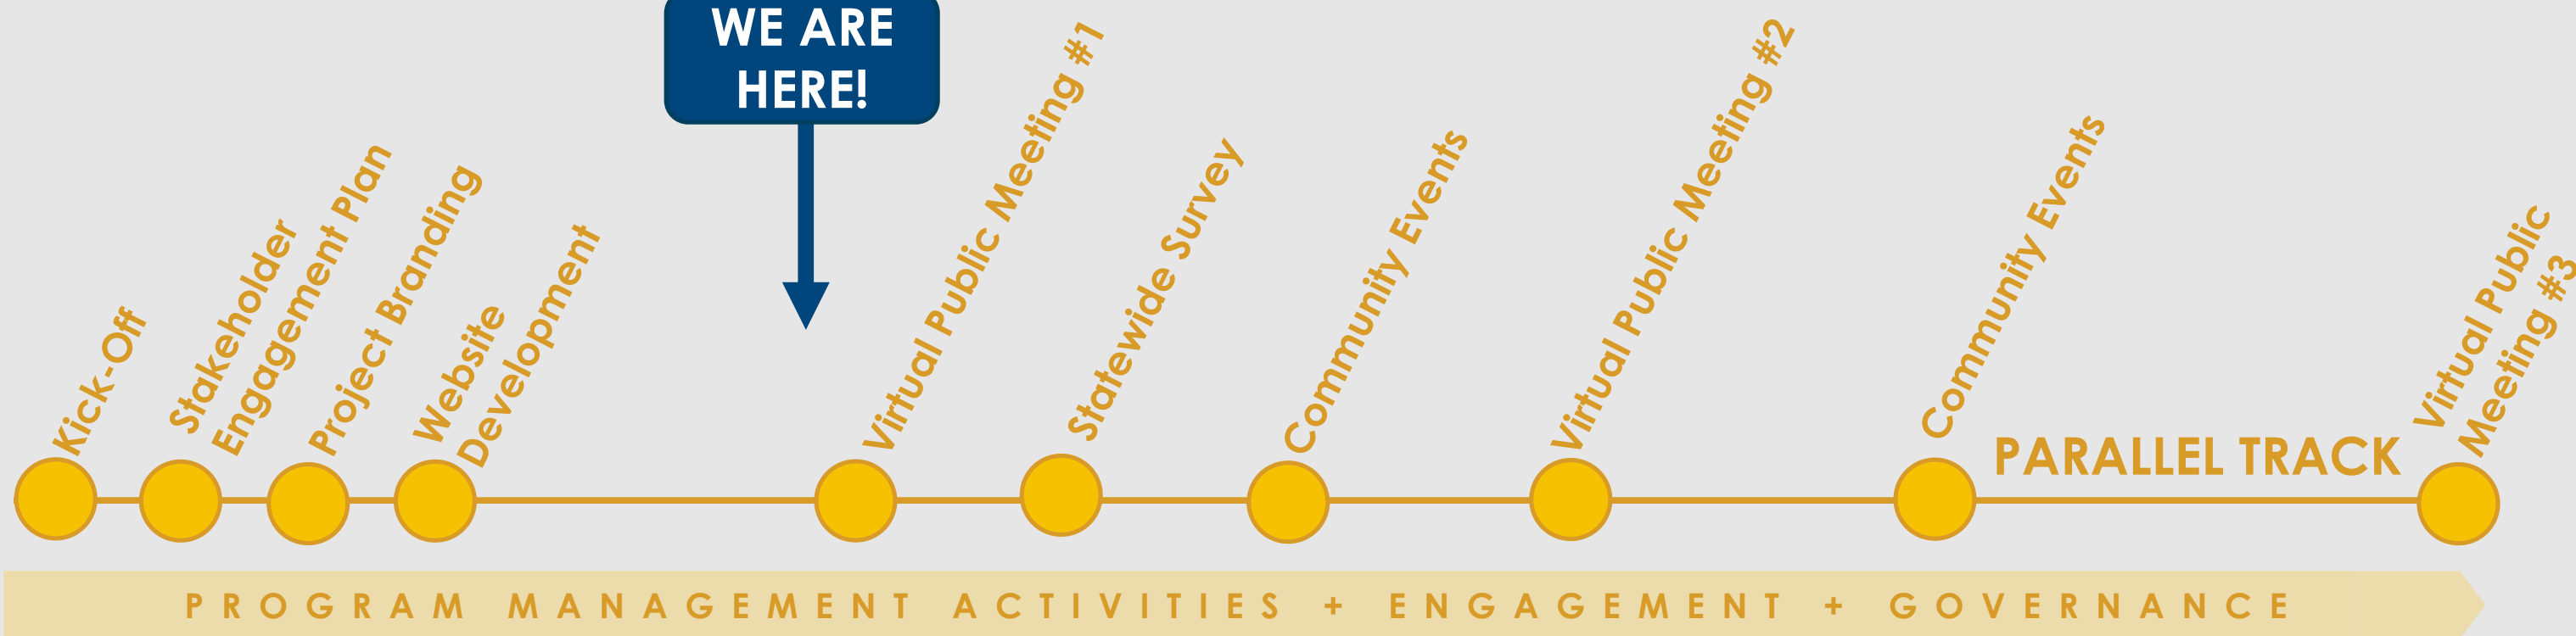 WE ARE
HERE!
Kick-Off
Stakeholder
Engagement Plan
Project Branding
Website
Development
Virtual Public Meeting #1
Statewide Survey
Community Events
Virtual Public Meeting #2
Community Events
PARALLEL TRACK
Virtual Public
Meeting #3
PROGRAM MANAGEMENT ACTIVITIES + ENGAGEMENT + GOVERNANCE